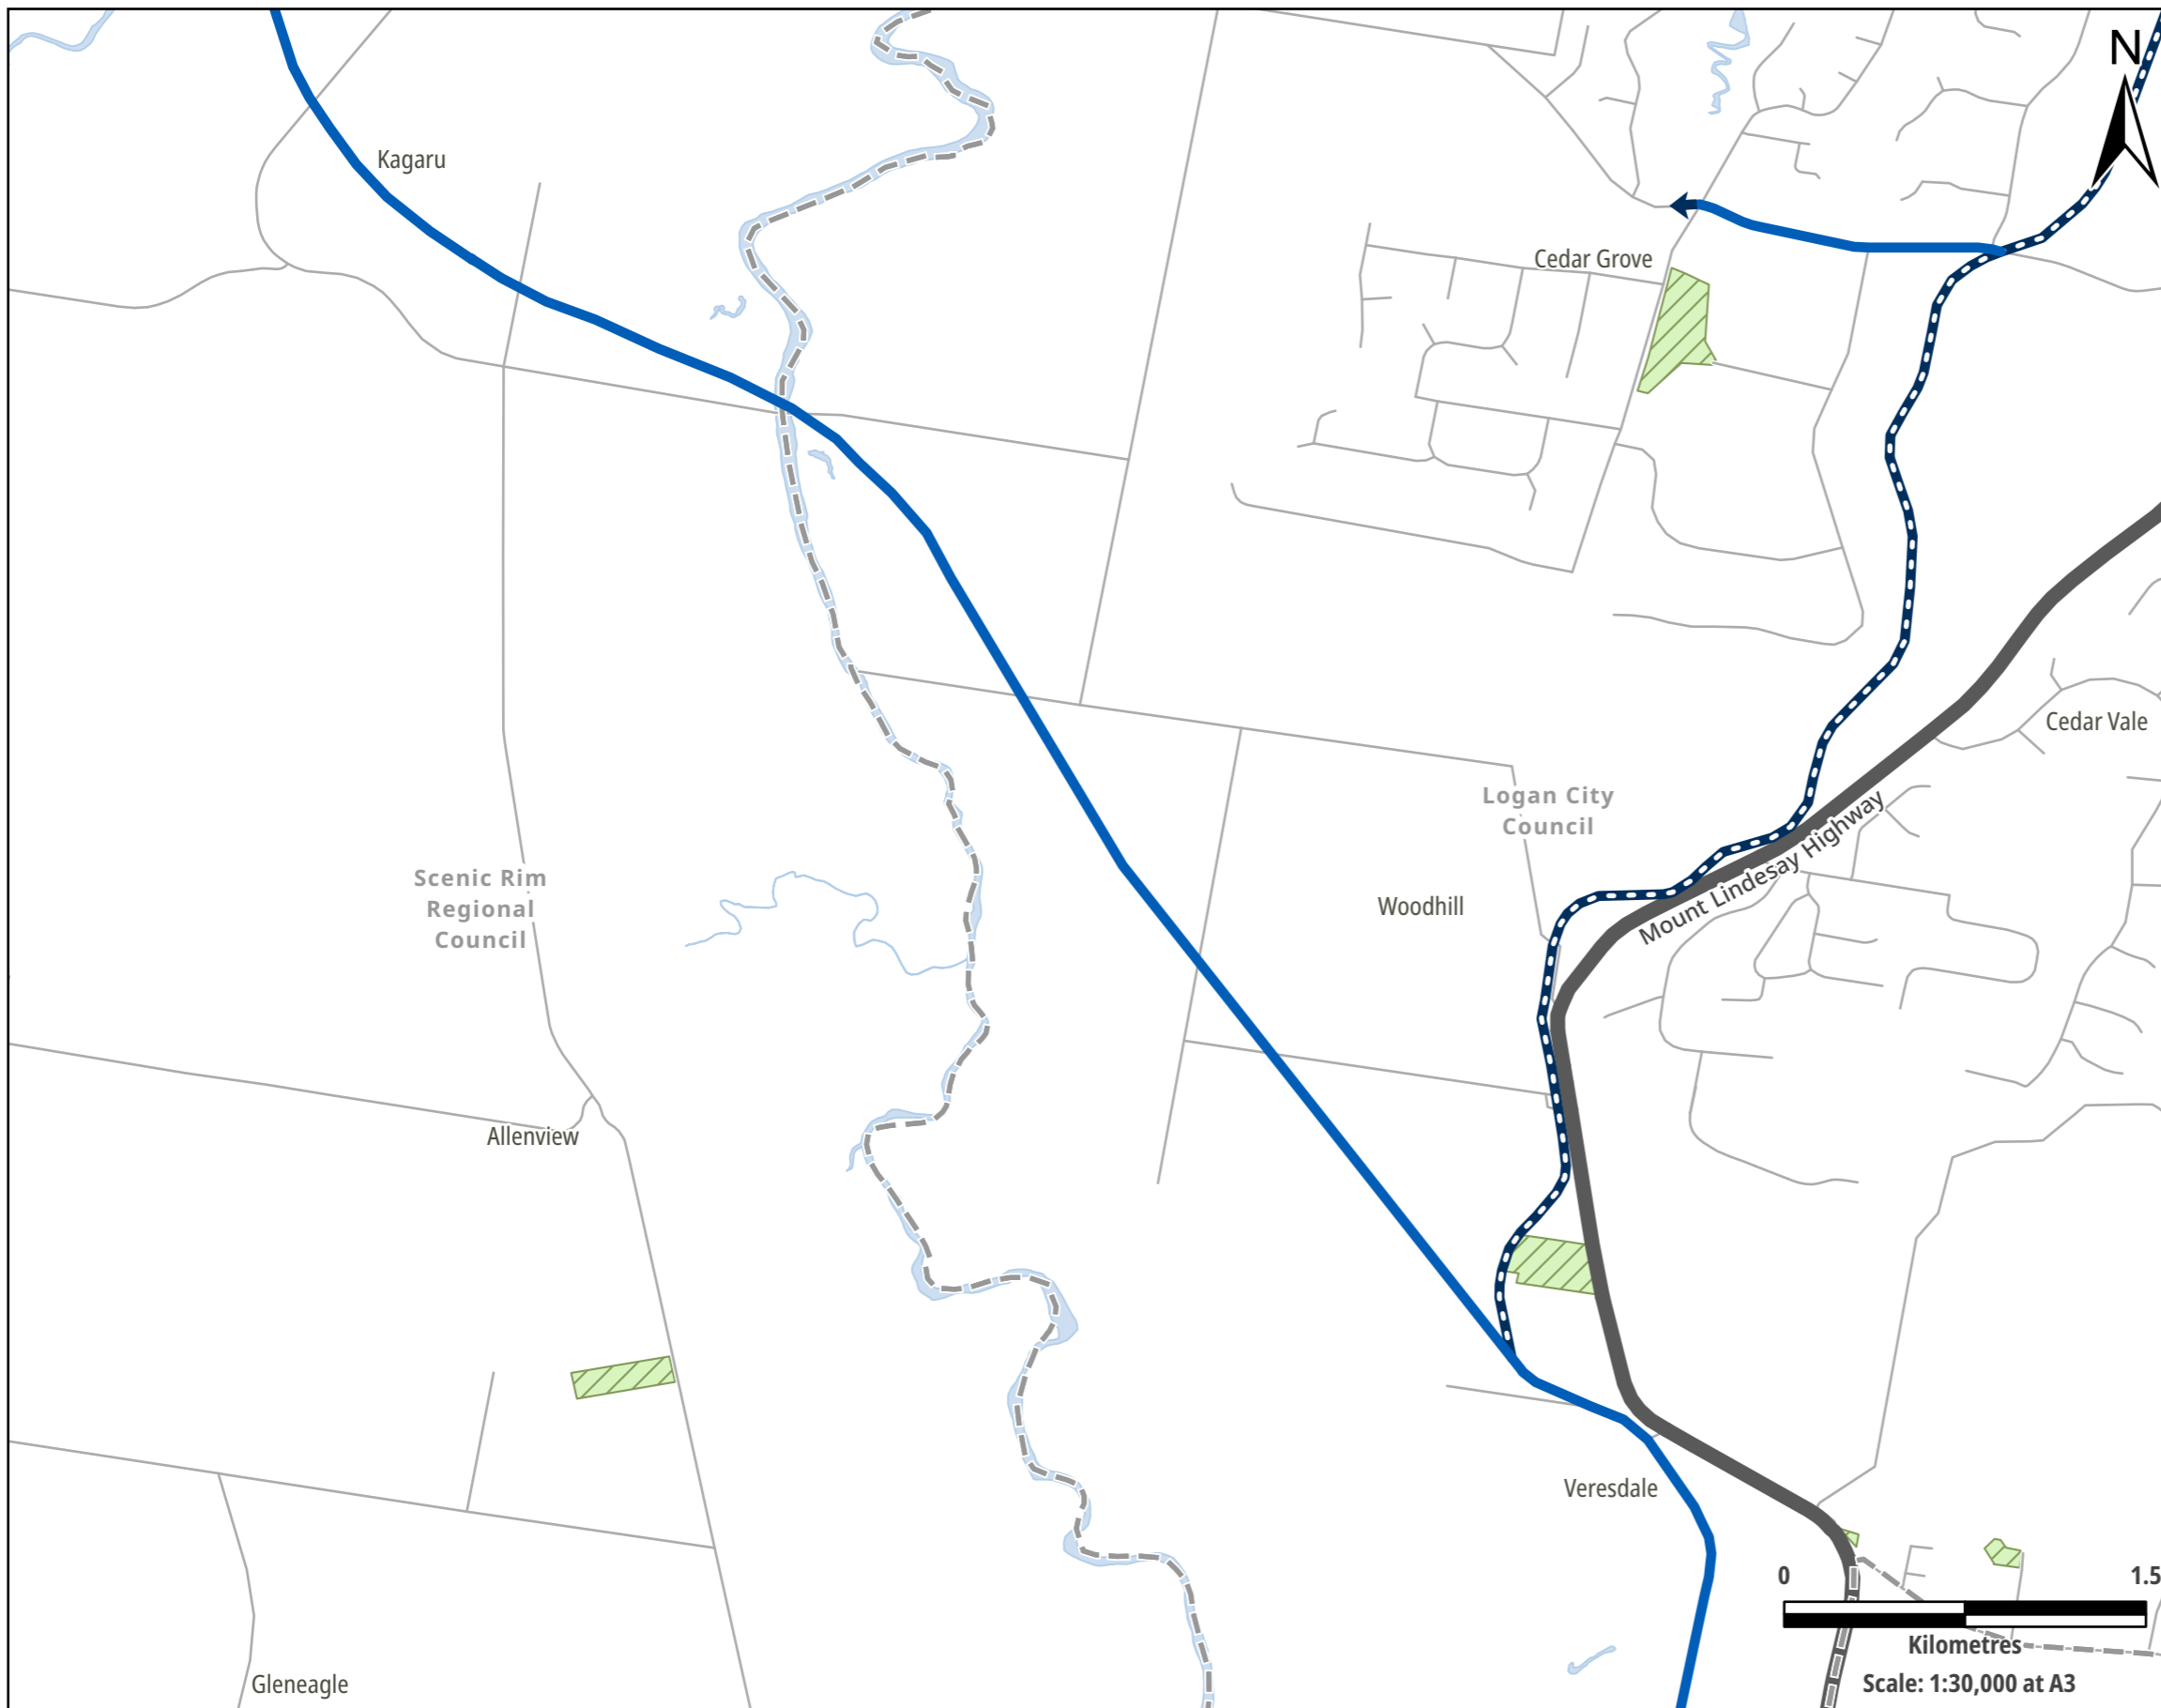 N
Kagaru
Cedar Grove
Cedar Vale
Logan City
Council
Mount Lindesay Highway
Scenic Rim
Regional
Council
Woodhill
Allenview
Veresdale
0
1.5
Kilometres
Scale: 1:30,000 at A3
Gleneagle